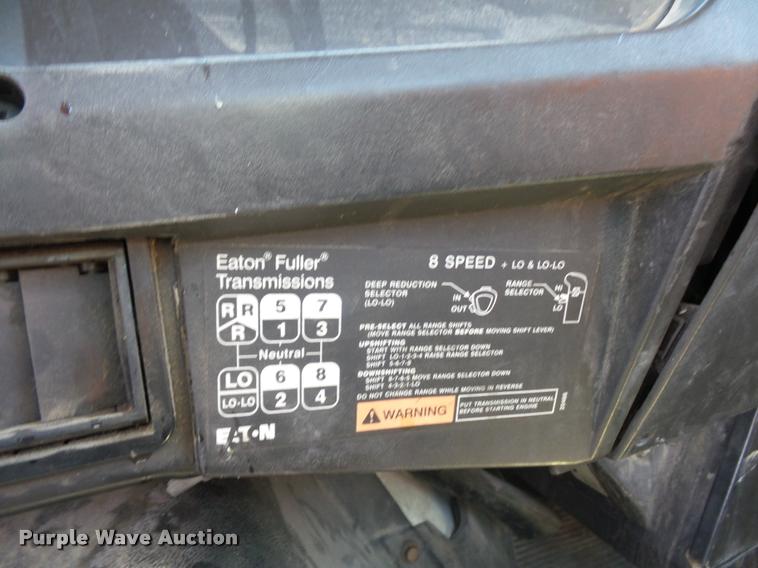 Eaton® Fuller®
Transmissions
8 SPEED + LO & LO-LO
DEEP REDUCTION
SELECTOR
(LO-LO)
IN
OUT
RANGE
SELECTOR
HI
LO
R R 5 7
R 1 3
Neutral
LO 6 8
LO-LO 2 4
PRE-SELECT ALL RANGE SHIFTS
(MOVE RANGE SELECTOR BEFORE MOVING SHIFT LEVER)
UPSHIFTING
START WITH RANGE SELECTOR DOWN
SHIFT LO-1-2-3-4 RAISE RANGE SELECTOR
SHIFT 5-6-7-8
DOWNSHIFTING
SHIFT 8-7-6-5 MOVE RANGE SELECTOR DOWN
SHIFT 4-3-2-1-LO
DO NOT CHANGE RANGE WHILE MOVING IN REVERSE
WARNING
PUT TRANSMISSION IN NEUTRAL
BEFORE STARTING ENGINE
EATON
Purple Wave Auction